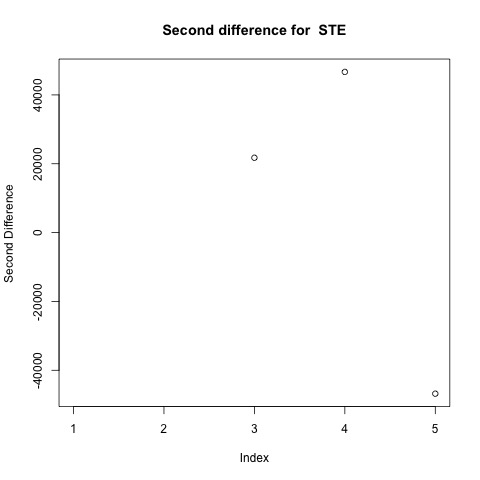 Second difference for  STE
Second Difference
40000
20000
0
-20000
-40000
1 2 3 4 5
Index